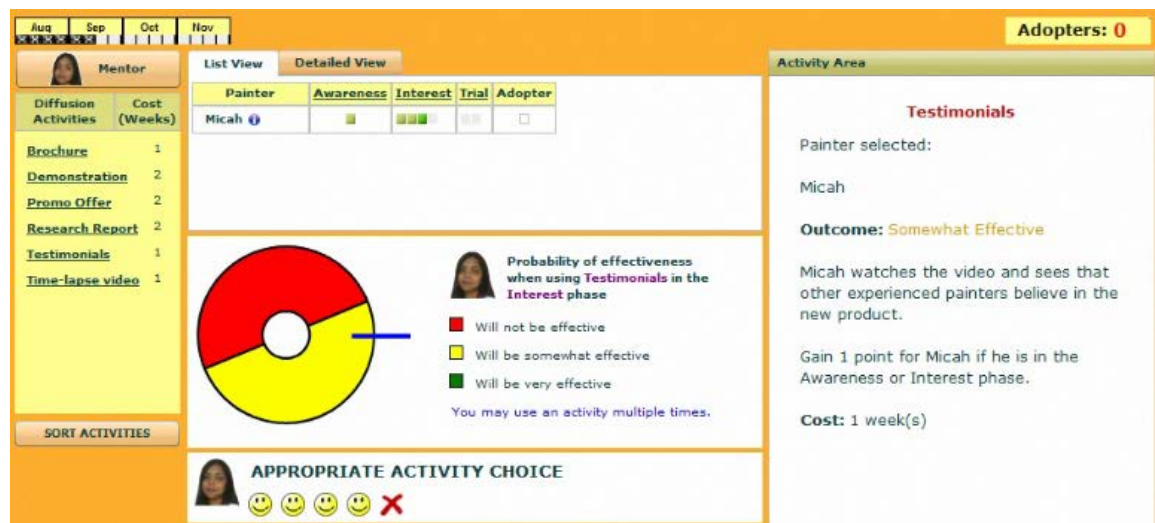 Aug Sep Oct Nov
Adopters: 0
Mentor
Diffusion Activities
Cost (Weeks)
Brochure 1
Demonstration 2
Promo Offer 2
Research Report 2
Testimonials 1
Time-lapse video 1
SORT ACTIVITIES
List View Detailed View
Painter Awareness Interest Trial Adopter
Micah
Probability of effectiveness
when using Testimonials in the
Interest phase
Will not be effective
Will be somewhat effective
Will be very effective
You may use an activity multiple times.
APPROPRIATE ACTIVITY CHOICE
Activity Area
Testimonials
Painter selected:
Micah
Outcome: Somewhat Effective
Micah watches the video and sees that
other experienced painters believe in the
new product.
Gain 1 point for Micah if he is in the
Awareness or Interest phase.
Cost: 1 week(s)